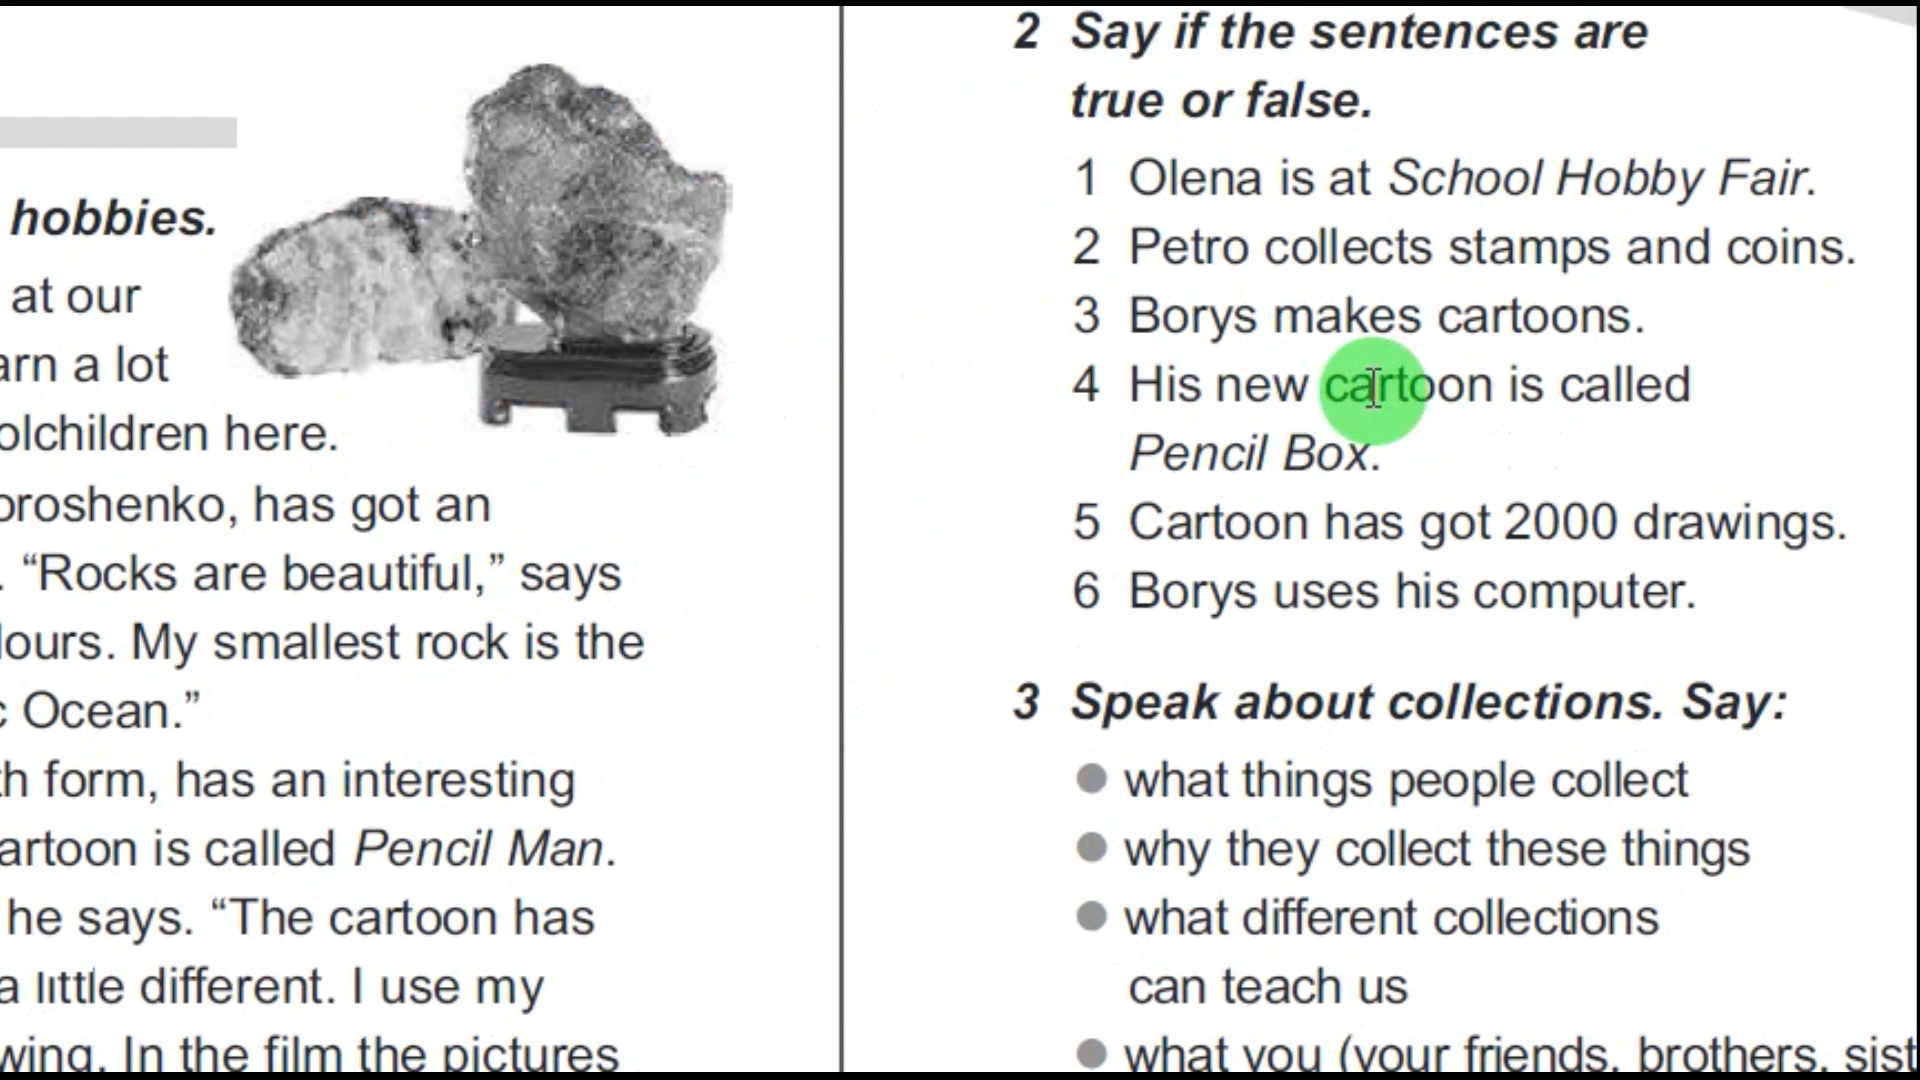 hobbies.
at our
arn a lot
olchildren here.
oroshenko, has got an
. “Rocks are beautiful,” says
lours. My smallest rock is the
c Ocean.”
th form, has an interesting
artoon is called Pencil Man.
he says. “The cartoon has
a little different. I use my
wing. In the film the pictures
2 Say if the sentences are
true or false.
1 Olena is at School Hobby Fair.
2 Petro collects stamps and coins.
3 Borys makes cartoons.
4 His new cartoon is called
Pencil Box.
5 Cartoon has got 2000 drawings.
6 Borys uses his computer.
3 Speak about collections. Say:
● what things people collect
● why they collect these things
● what different collections
can teach us
● what you (your friends, brothers, sist